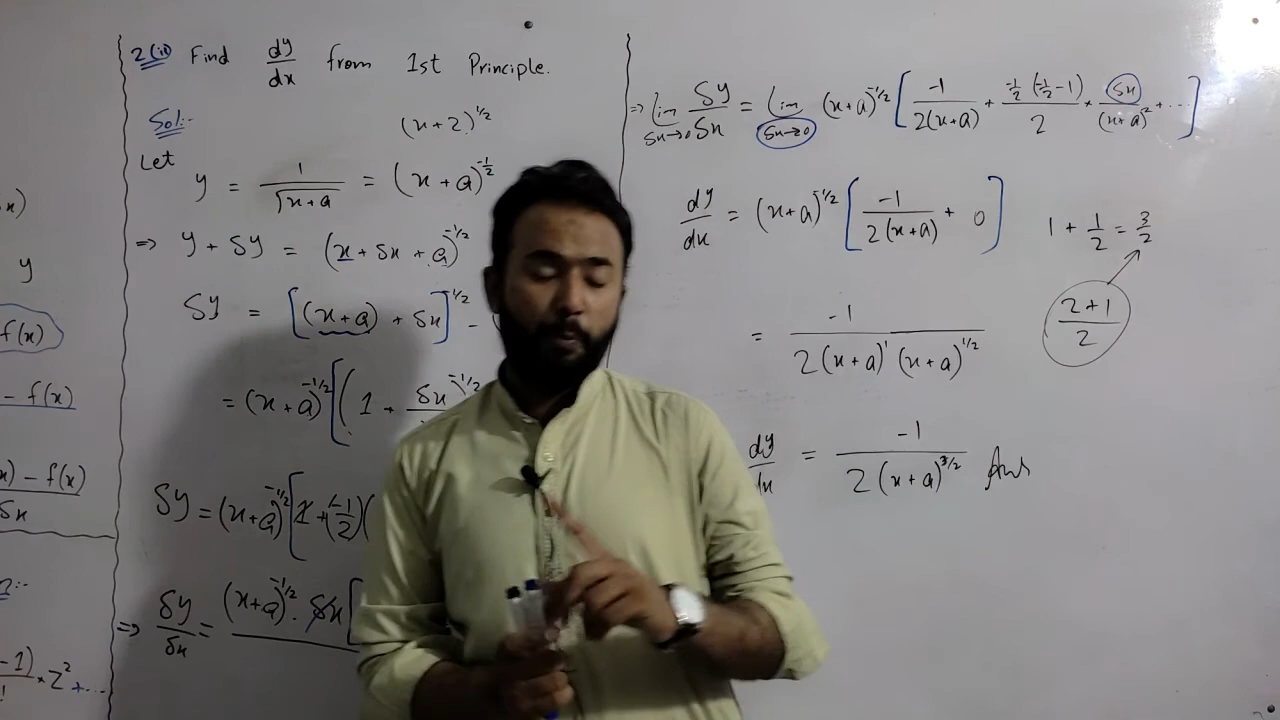 x)
y
f(x)
- f(x)
x) - f(x)
δx
-1) * z² + ...
!
2(ii) Find dy/dx from 1st Principle.
Sol:-
(x+2)^1/2
Let
y = 1/√(x+a) = (x+a)^-1/2
⇒ y + δy = (x + δx + a)^-1/2
δy = [(x+a) + δx]^-1/2 -
= (x+a)^-1/2 [(1 + δx
δy = (x+a)^-1/2 [1 + (-1/2)(
⇒ δy/δx = (x+a)^-1/2 . δx [
⇒ lim δx→0 δy/δx = lim δx→0 (x+a)^-1/2 [-1/2(x+a) + -1/2(-1/2-1)/2 * δx/(x+a)² + ...]
dy/dx = (x+a)^-1/2 [-1/2(x+a) + 0]
1 + 1/2 = 3/2
2+1/2
= -1/2(x+a)^1 (x+a)^1/2
dy/dx = -1/2(x+a)^3/2 Ans